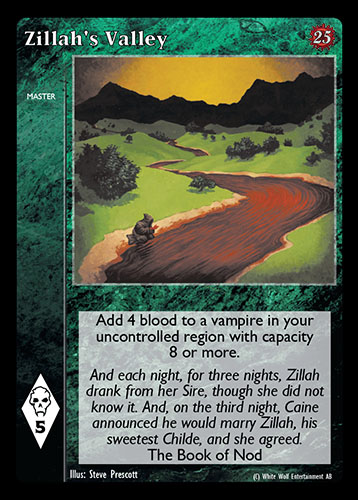 Zillah's Valley
25
MASTER
Add 4 blood to a vampire in your
uncontrolled region with capacity
8 or more.
And each night, for three nights, Zillah
drank from her Sire, though she did not
know it. And, on the third night, Caine
announced he would marry Zillah, his
sweetest Childe, and she agreed.
The Book of Nod
5
Illus: Steve Prescott
(C) White Wolf Entertainment AB